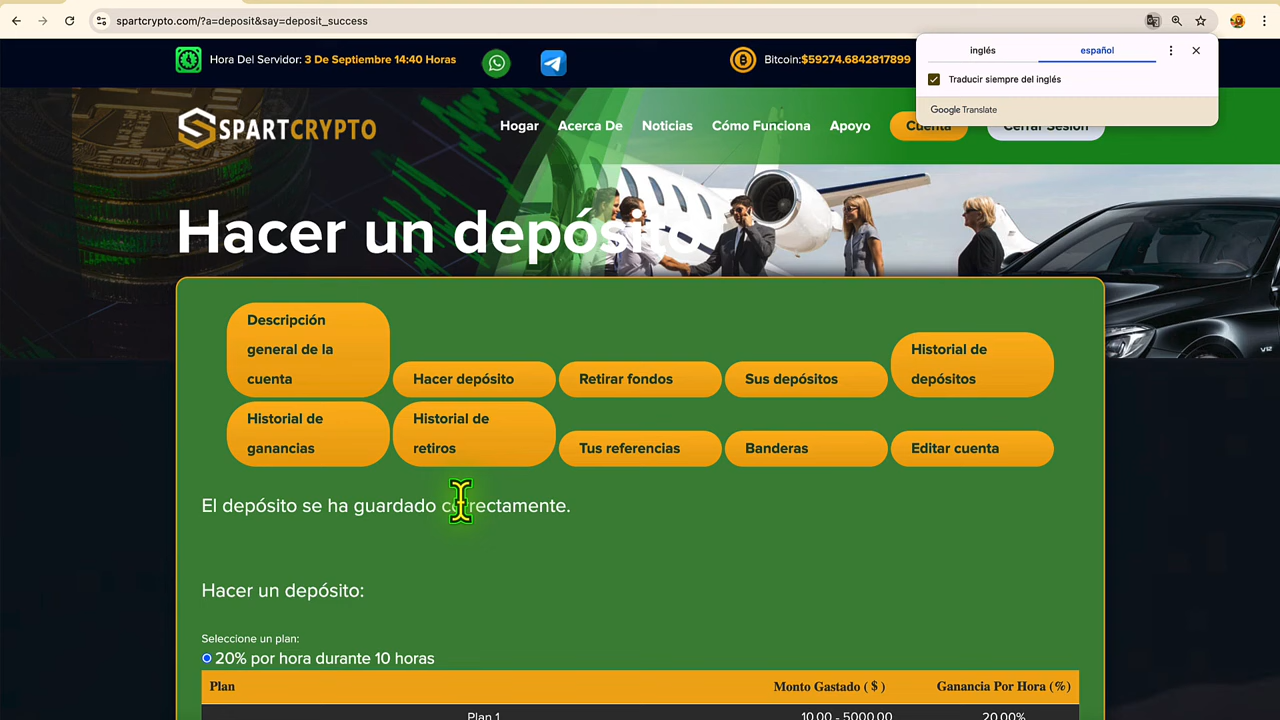 spartcrypto.com/?a=deposit&say=deposit_success
inglés
español
Traducir siempre del inglés
Google Translate
Hora Del Servidor: 3 De Septiembre 14:40 Horas
Bitcoin:$59274.6842817899
SPARTCRYPTO
Hogar
Acerca De
Noticias
Cómo Funciona
Apoyo
Cuenta
Cerrar Sesión
Hacer un depósito
Descripción
general de la
cuenta
Hacer depósito
Retirar fondos
Sus depósitos
Historial de
depósitos
Historial de
ganancias
Historial de
retiros
Tus referencias
Banderas
Editar cuenta
El depósito se ha guardado correctamente.
Hacer un depósito:
Seleccione un plan:
20% por hora durante 10 horas
Plan Monto Gastado ( $ ) Ganancia Por Hora (%)
Plan 1 10.00 - 5000.00 20.00%